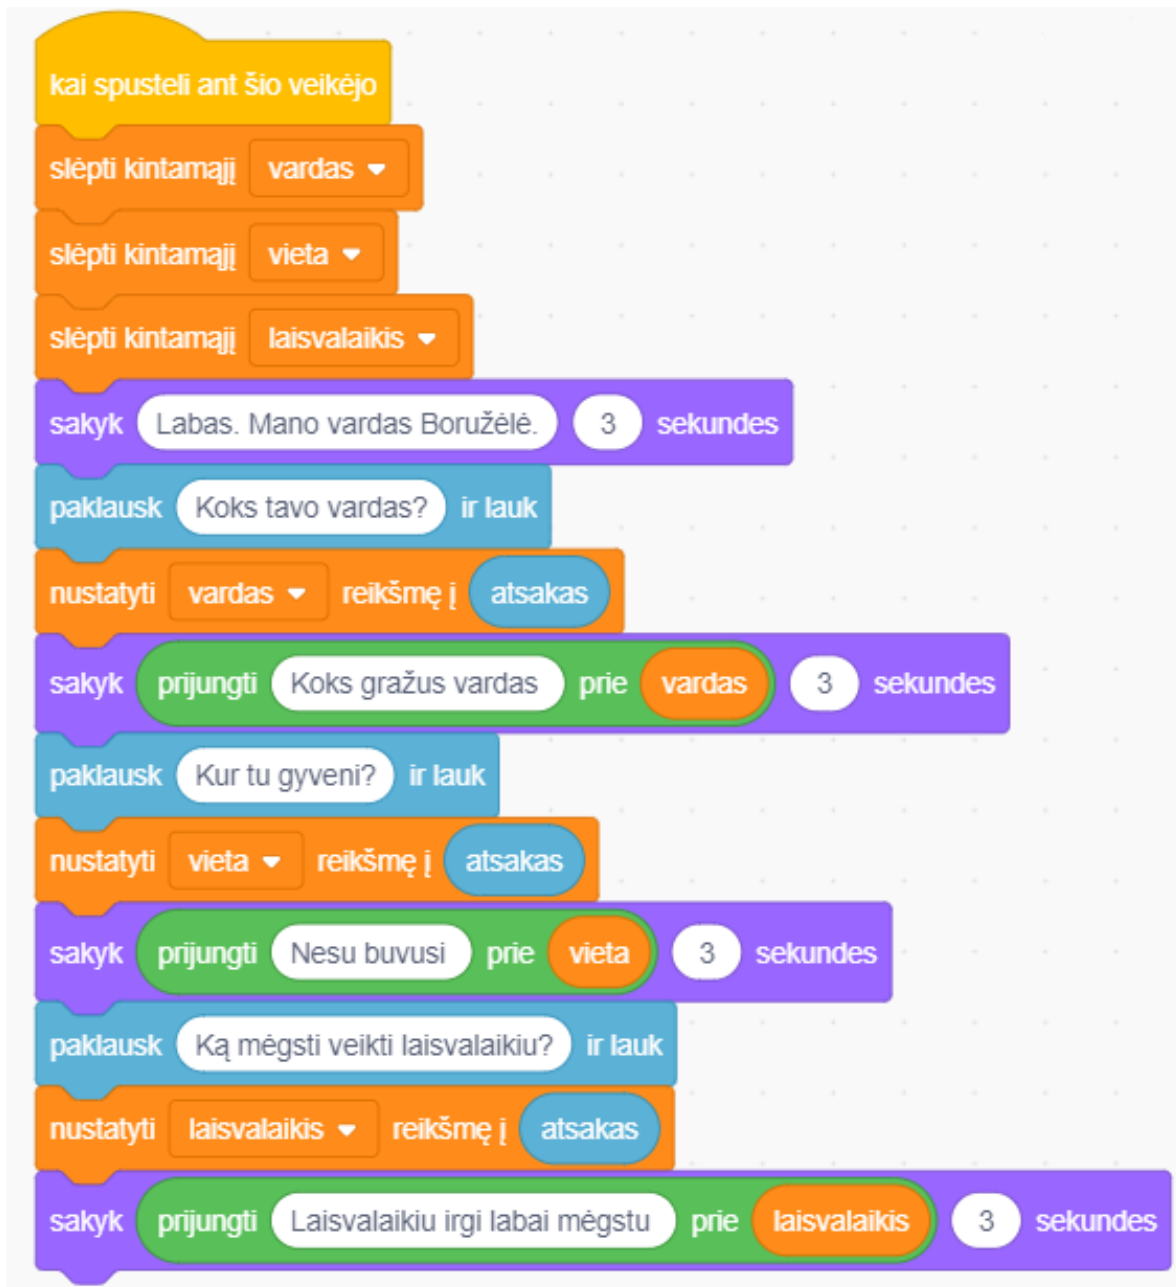 kai spusteli ant šio veikėjo
slėpti kintamąjį vardas
slėpti kintamąjį vieta
slėpti kintamąjį laisvalaikis
sakyk Labas. Mano vardas Boružėlė. 3 sekundes
paklausk Koks tavo vardas? ir lauk
nustatyti vardas reikšmę į atsakas
sakyk prijungti Koks gražus vardas prie vardas 3 sekundes
paklausk Kur tu gyveni? ir lauk
nustatyti vieta reikšmę į atsakas
sakyk prijungti Nesu buvusi prie vieta 3 sekundes
paklausk Ką mėgsti veikti laisvalaikiu? ir lauk
nustatyti laisvalaikis reikšmę į atsakas
sakyk prijungti Laisvalaikiu irgi labai mėgstu prie laisvalaikis 3 sekundes